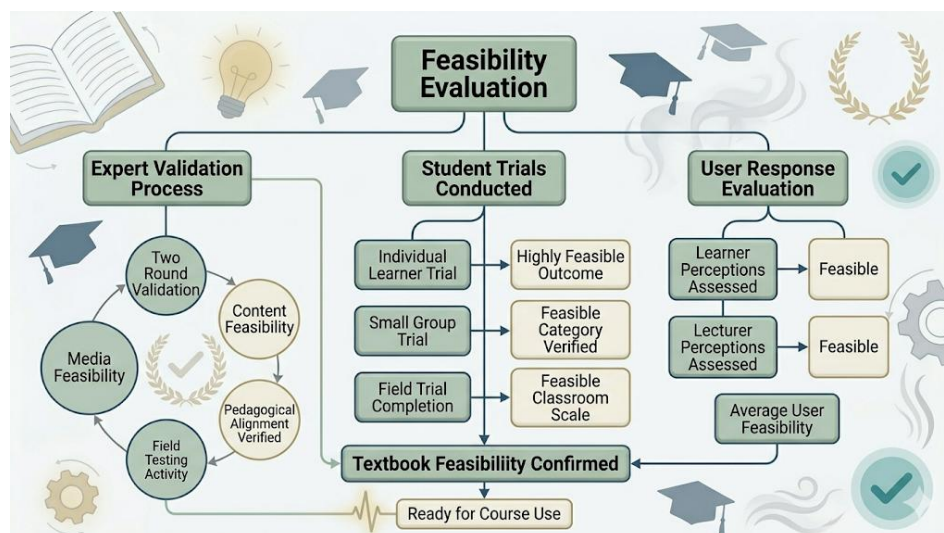 Feasibility
Evaluation
Expert Validation
Process
Student Trials
Conducted
User Response
Evaluation
Two
Round
Validation
Content
Feasibility
Pedagogical
Alignment
Verified
Field
Testing
Activity
Media
Feasibility
Individual
Learner Trial
Highly Feasible
Outcome
Small Group
Trial
Feasible
Category
Verified
Field Trial
Completion
Feasible
Classroom
Scale
Learner
Perceptions
Assessed
Feasible
Lecturer
Perceptions
Assessed
Feasible
Average User
Feasibility
Textbook Feasibiliity Confirmed
Ready for Course Use